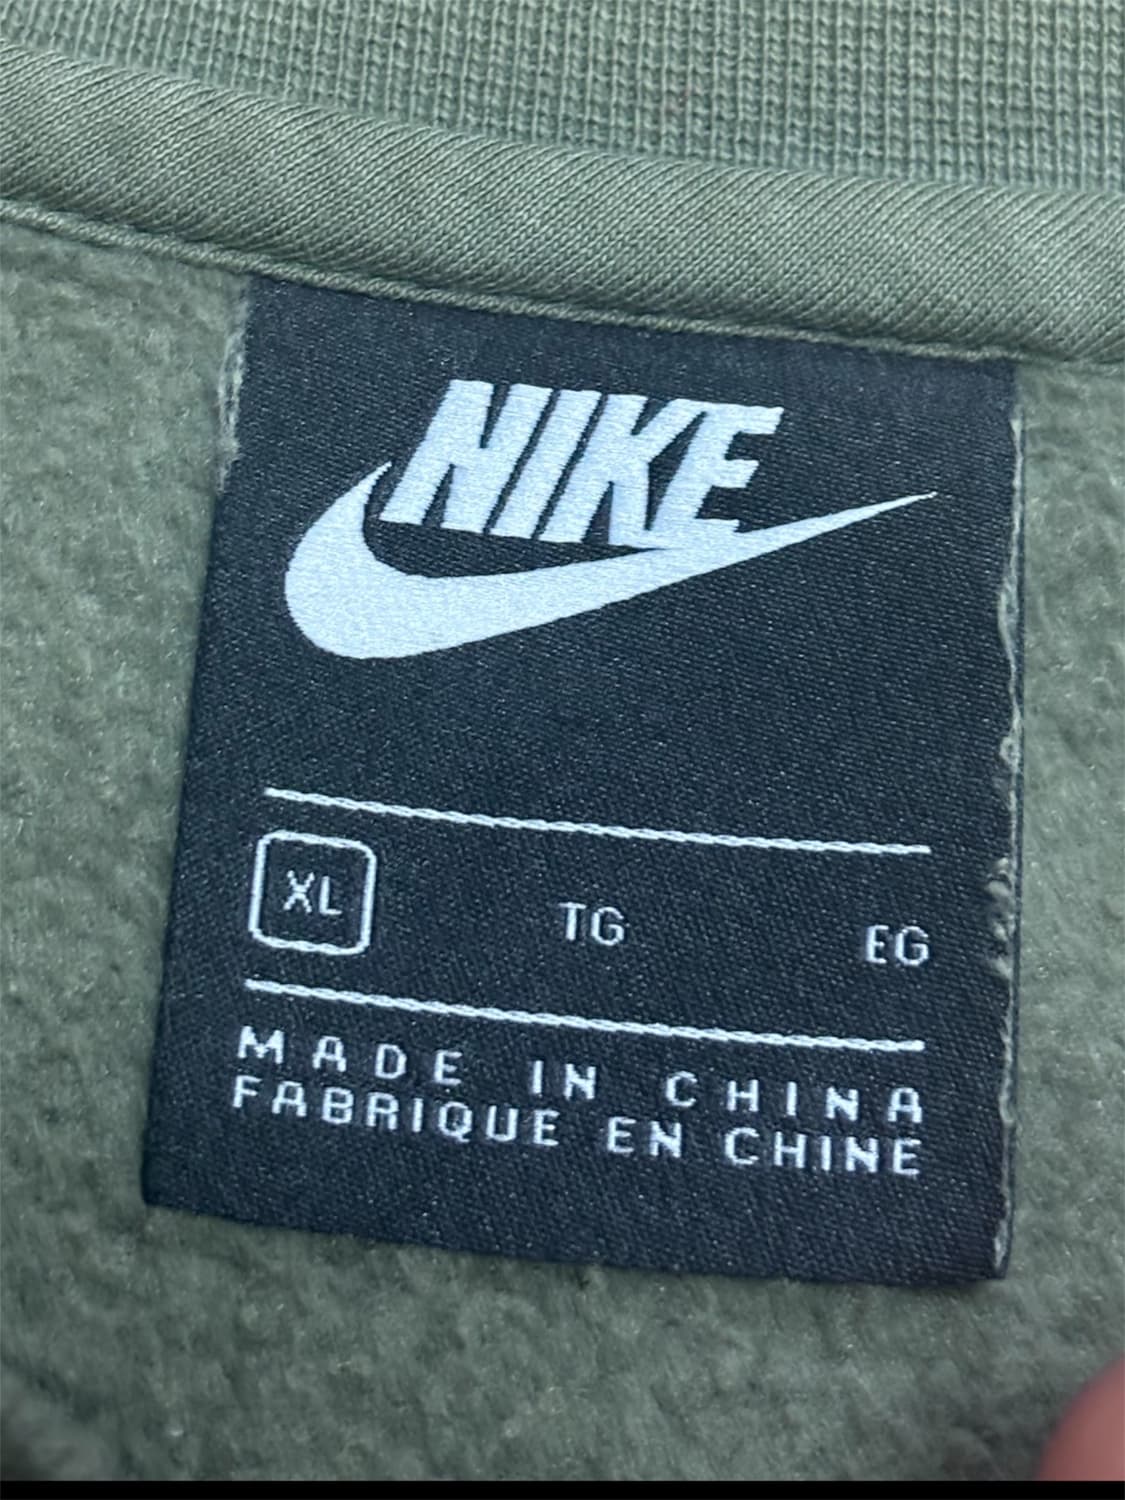 NIKE
XL TG EG
MADE IN CHINA
FABRIQUE EN CHINE